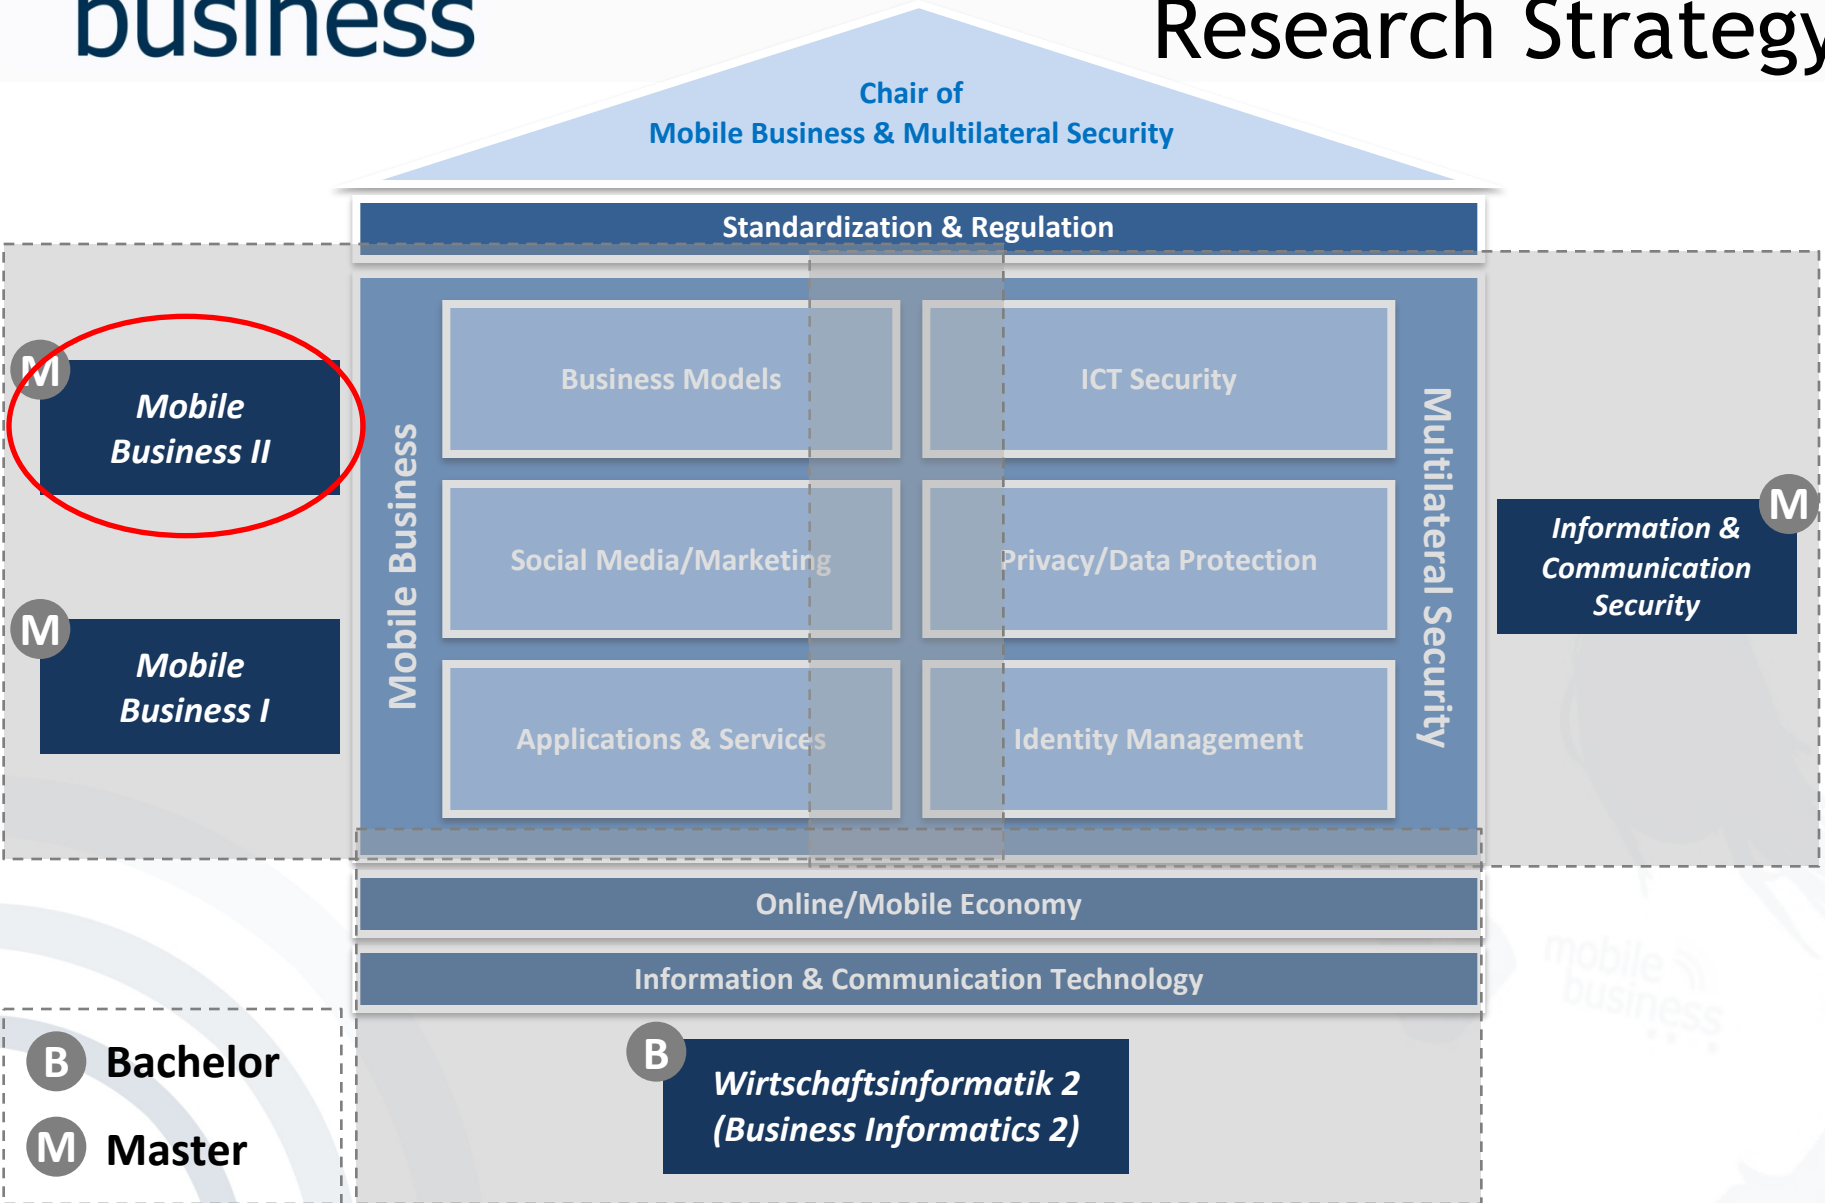 business
Research Strategy
Chair of
Mobile Business & Multilateral Security
Standardization & Regulation
M
Mobile
Business II
M
Mobile
Business I
Mobile Business
Business Models
ICT Security
Social Media/Marketing
Privacy/Data Protection
Applications & Services
Identity Management
Multilateral Security
M
Information &
Communication
Security
Online/Mobile Economy
Information & Communication Technology
mobile
business
B
Wirtschaftsinformatik 2
(Business Informatics 2)
B Bachelor
M Master